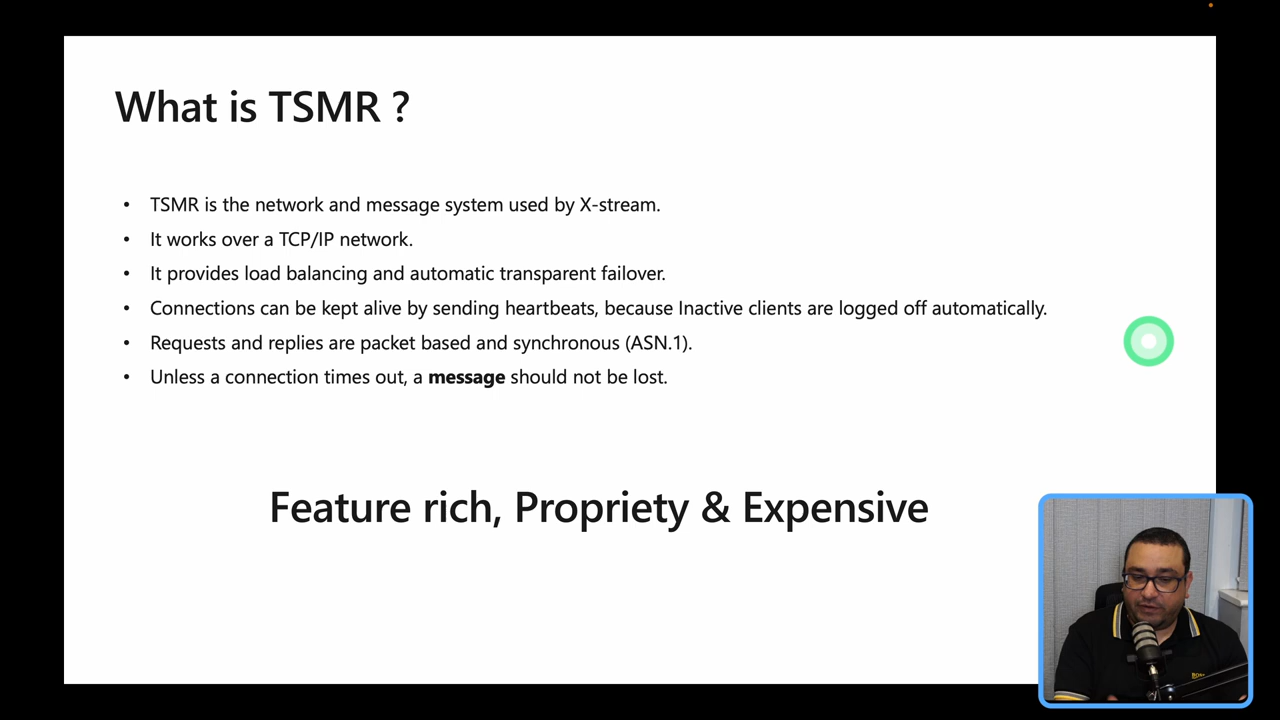 What is TSMR ?
• TSMR is the network and message system used by X-stream.
• It works over a TCP/IP network.
• It provides load balancing and automatic transparent failover.
• Connections can be kept alive by sending heartbeats, because Inactive clients are logged off automatically.
• Requests and replies are packet based and synchronous (ASN.1).
• Unless a connection times out, a message should not be lost.
Feature rich, Propriety & Expensive